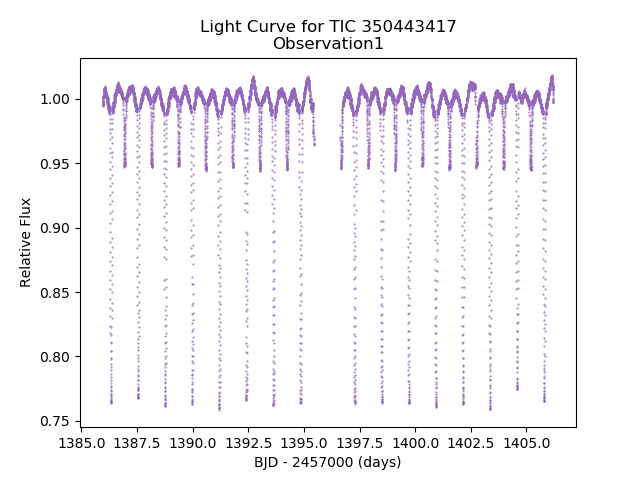 Light Curve for TIC 350443417
Observation1
1.00
0.95
0.90
0.85
0.80
0.75
Relative Flux
1385.0 1387.5 1390.0 1392.5 1395.0 1397.5 1400.0 1402.5 1405.0
BJD - 2457000 (days)